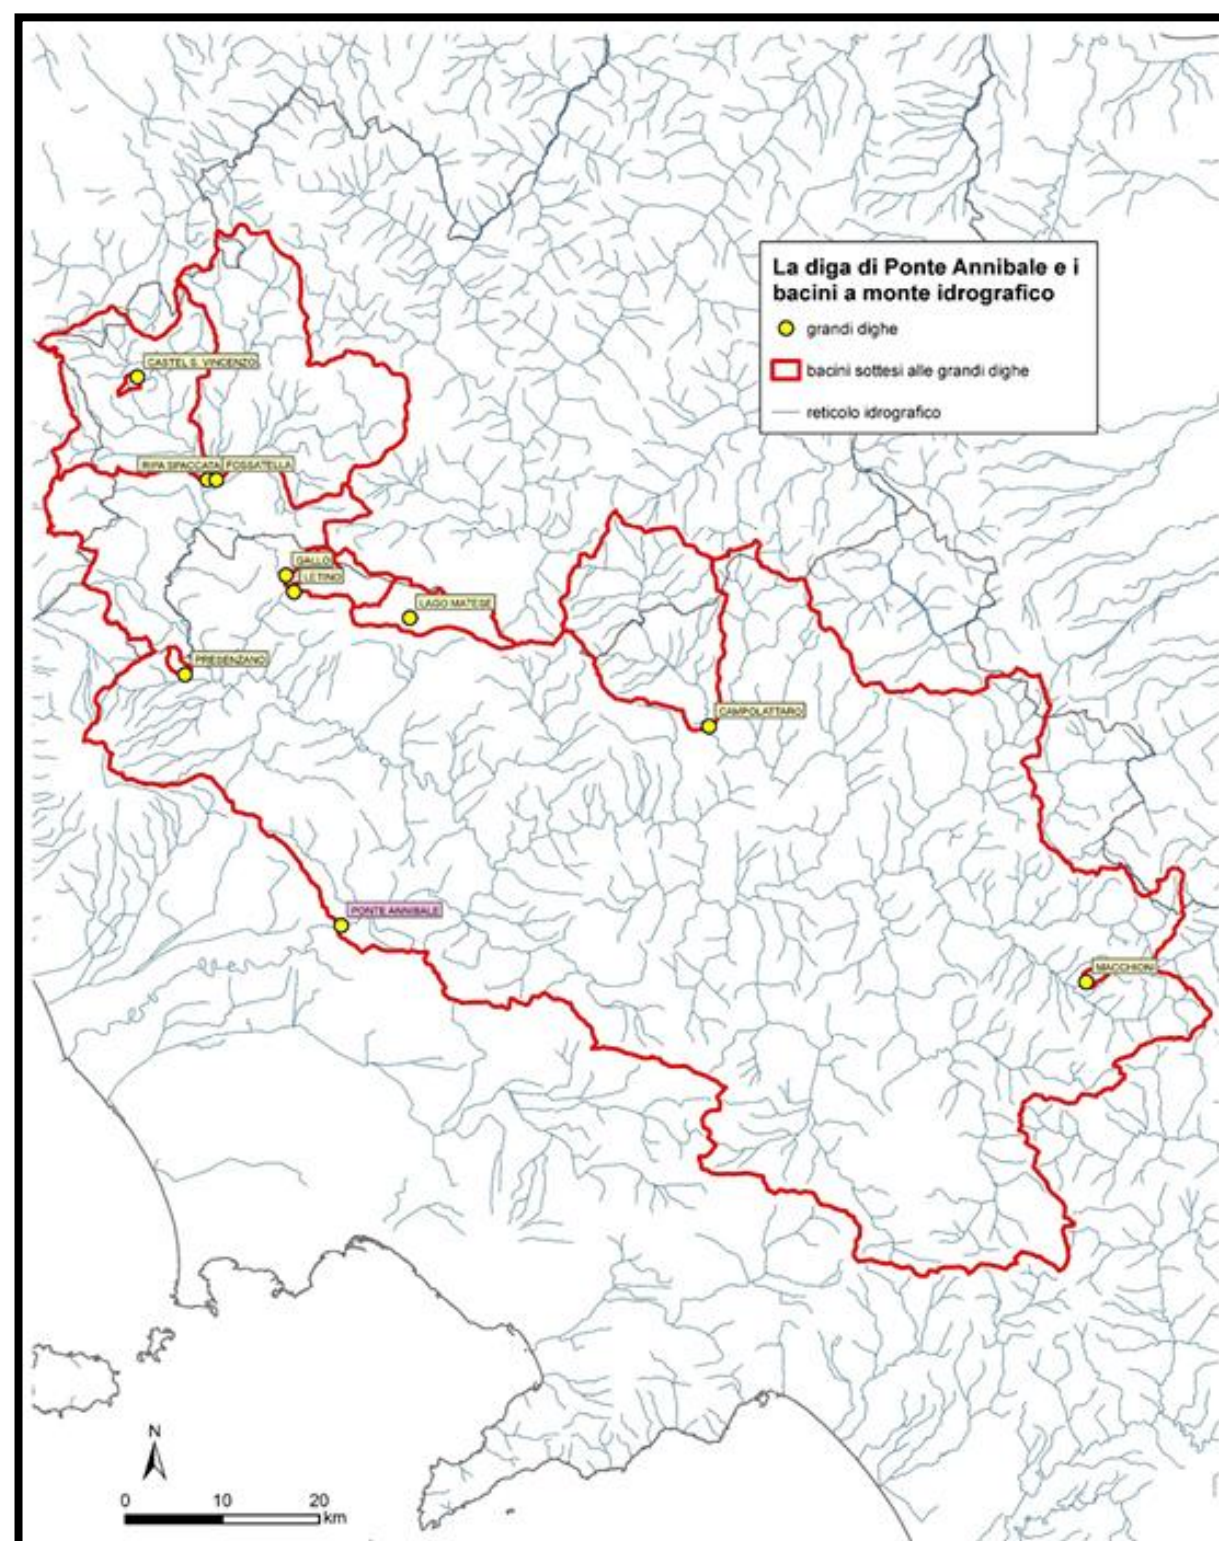 La diga di Ponte Annibale e i
bacini a monte idrografico
grandi dighe
bacini sottesi alle grandi dighe
reticolo idrografico
CASTEL S. VINCENZO
RIPA SPACCATA
FOSSATELLA
GALLO
LETINO
LAGO MATESE
PRESENZANO
CAMPOLATTARO
PONTE ANNIBALE
MACCHIONI
N
0 10 20
km